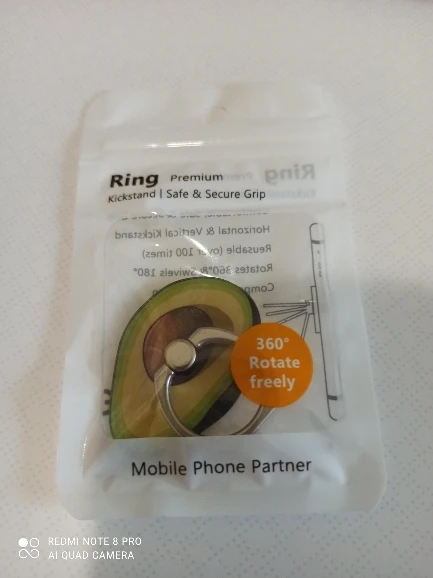 Ring Premium
Kickstand | Safe & Secure Grip
Horizontal & Vertical Kickstand
Reusable (over 100 times)
Rotates 360° & Swivels 180°
360°
Rotate
freely
Mobile Phone Partner
REDMI NOTE 8 PRO
AI QUAD CAMERA